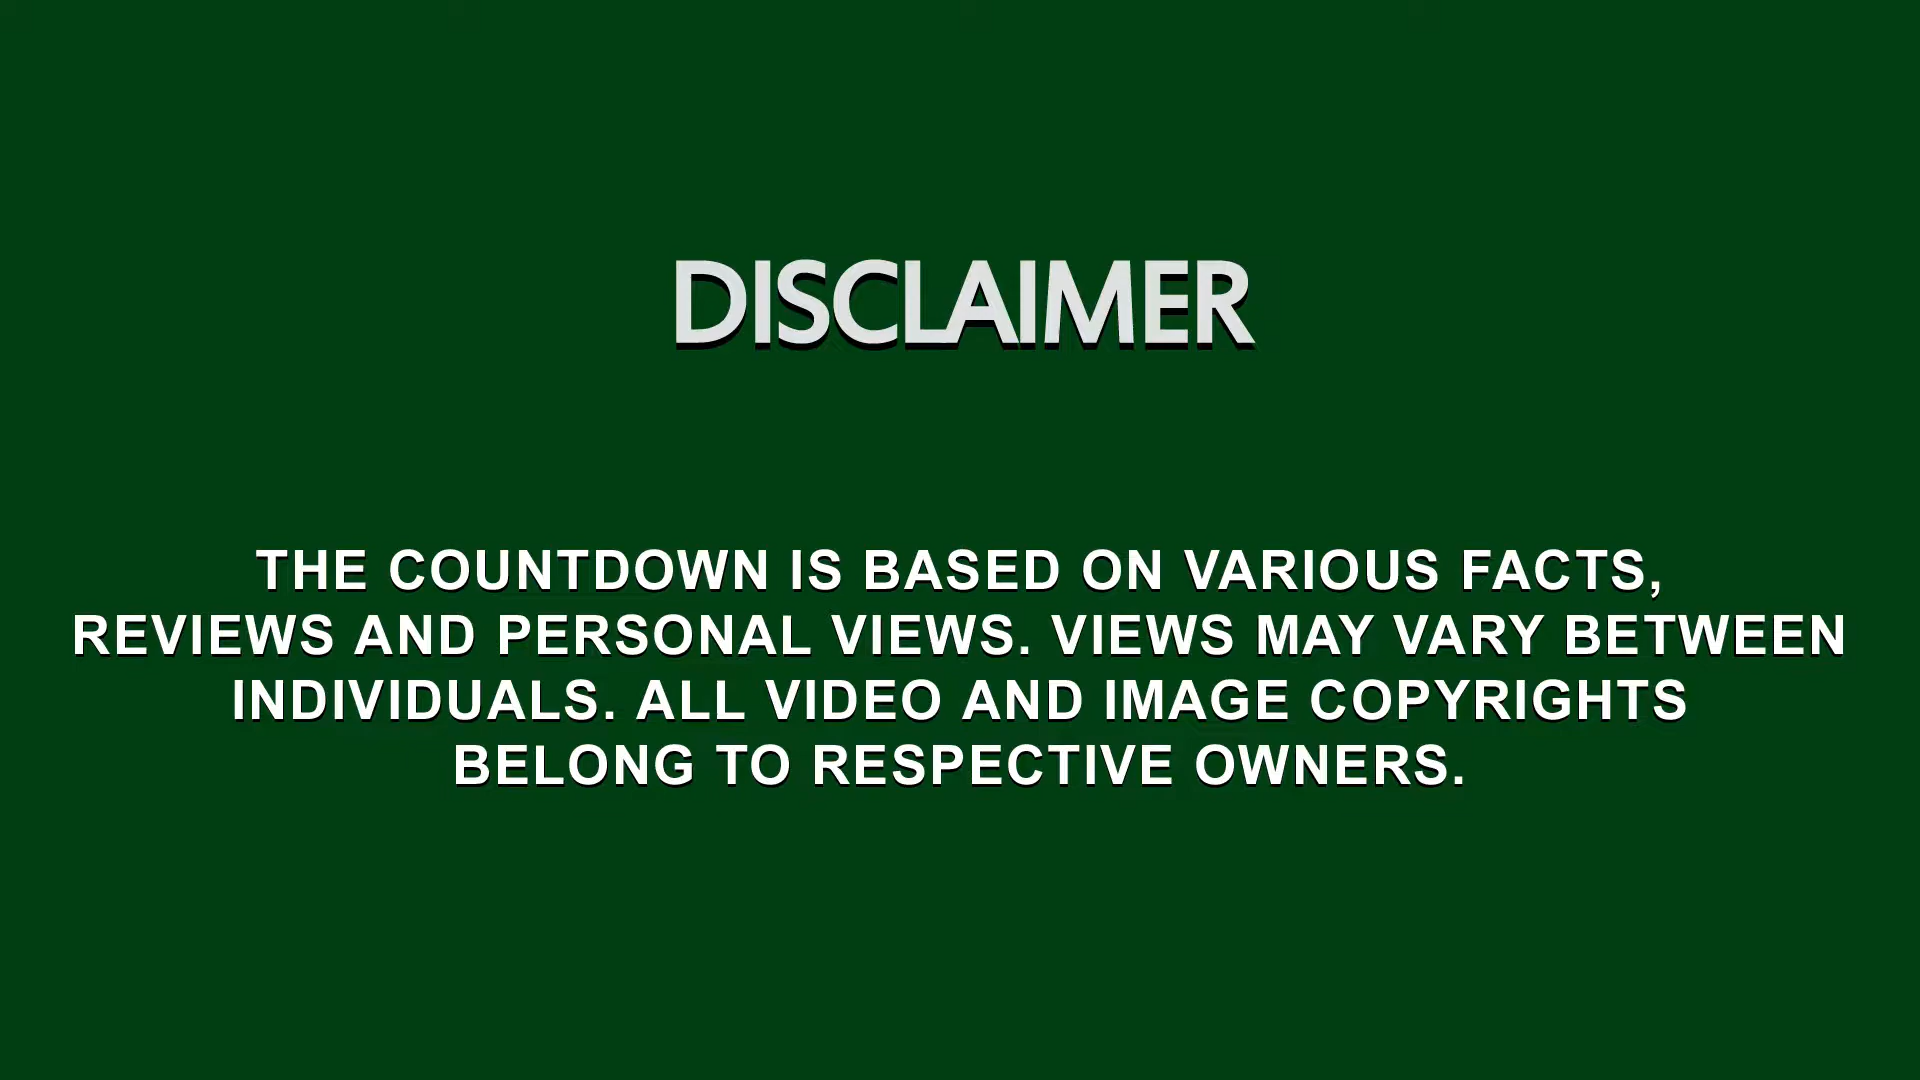 DISCLAIMER
THE COUNTDOWN IS BASED ON VARIOUS FACTS,
REVIEWS AND PERSONAL VIEWS. VIEWS MAY VARY BETWEEN
INDIVIDUALS. ALL VIDEO AND IMAGE COPYRIGHTS
BELONG TO RESPECTIVE OWNERS.